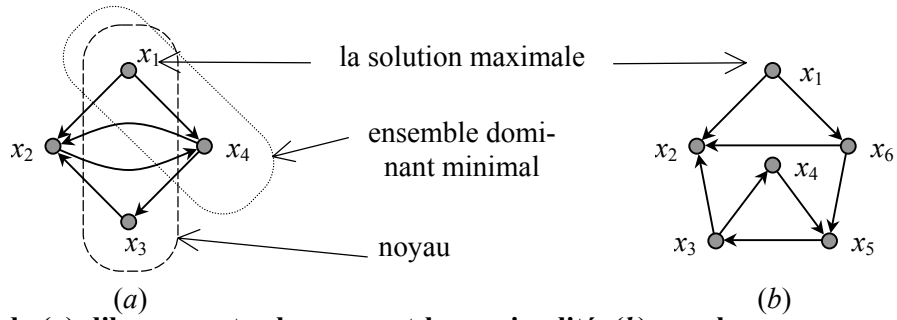 x1
la solution maximale
x1
x2
x4
ensemble domi-
nant minimal
x2
x4
x6
x3
noyau
x3
x5
(a)
(b)